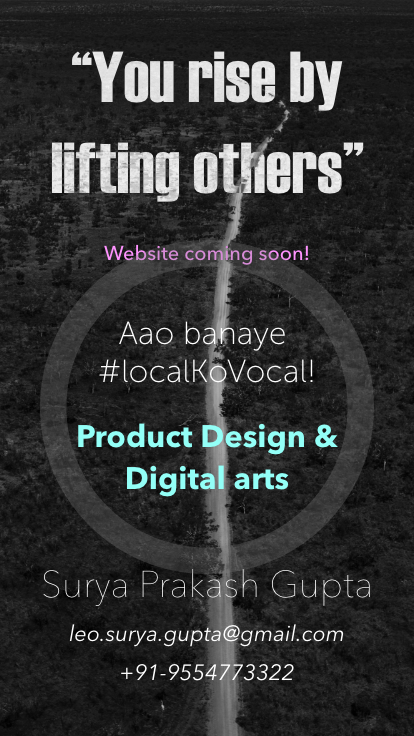 “You rise by
lifting others”
Website coming soon!
Aao banaye
#localKoVocal!
Product Design &
Digital arts
Surya Prakash Gupta
leo.surya.gupta@gmail.com
+91-9554773322